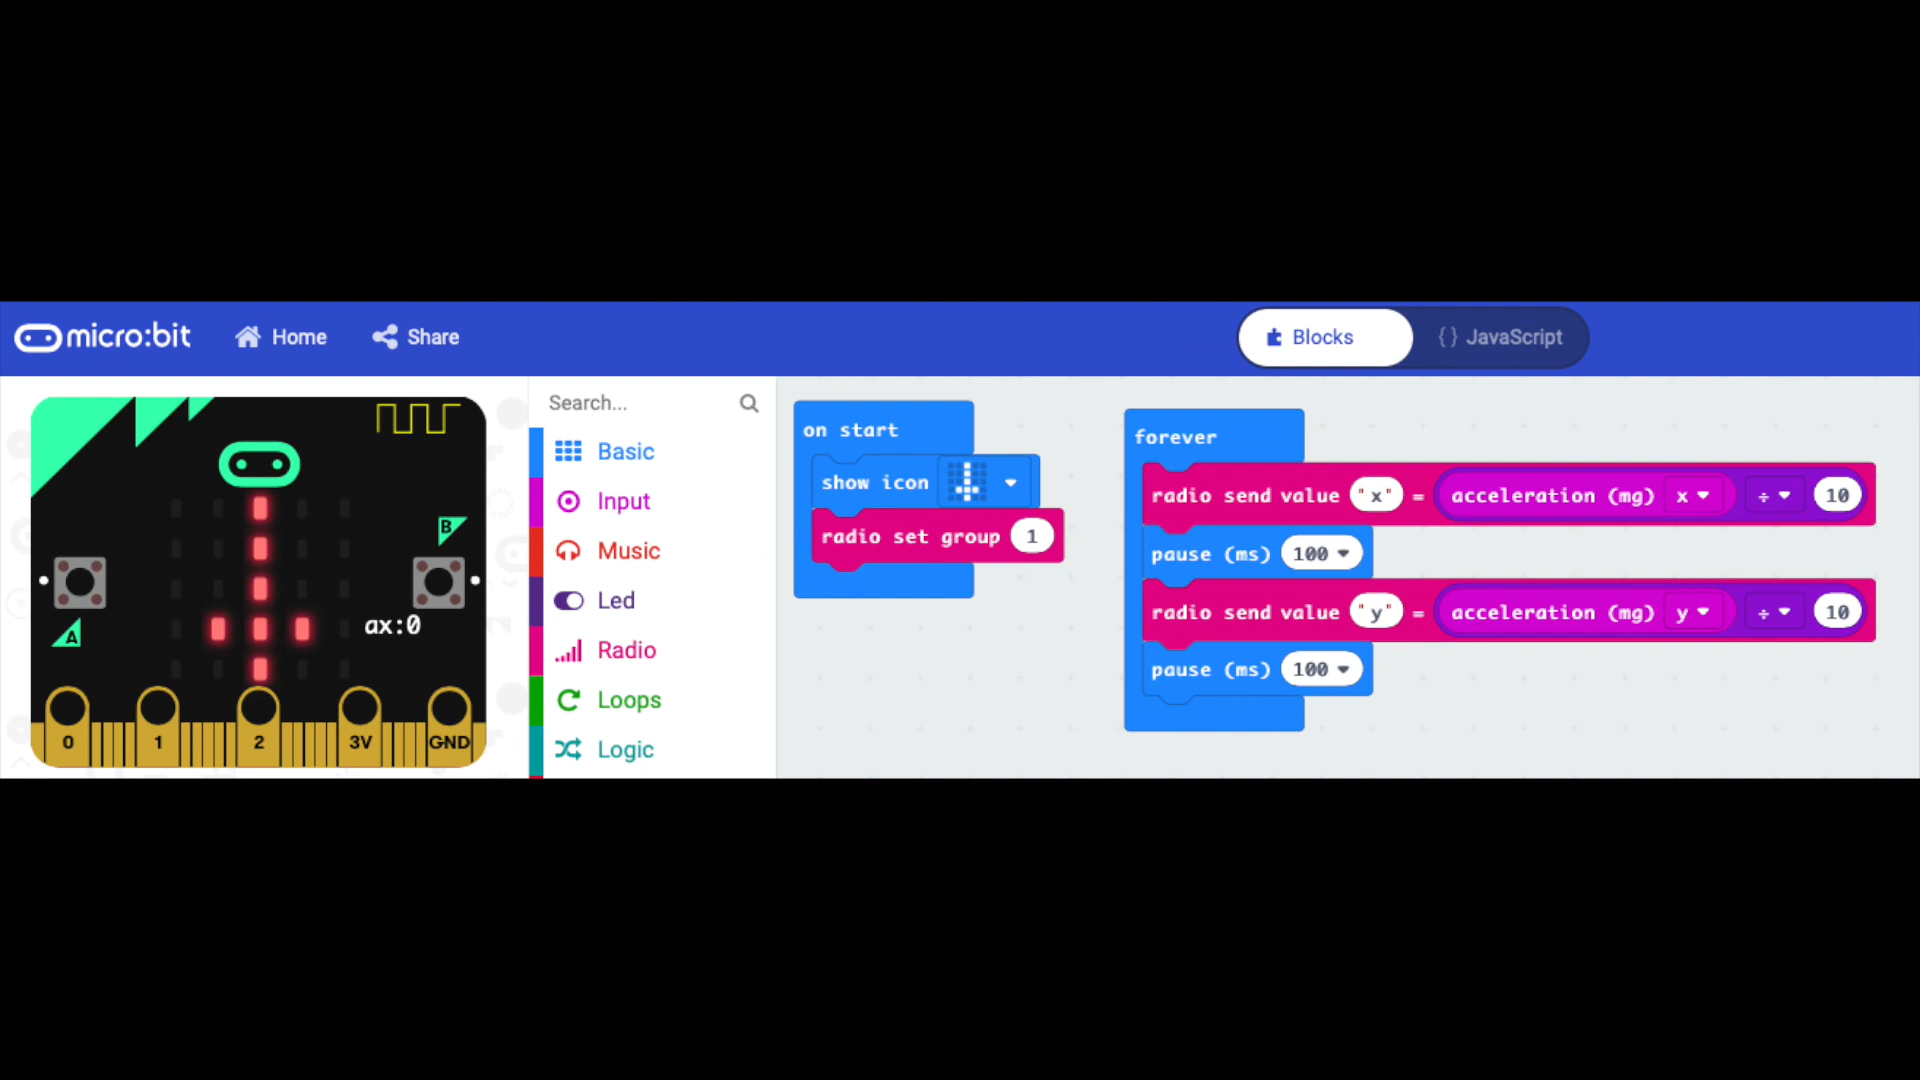 micro:bit Home Share Blocks {} JavaScript
B
A
ax:0
0 1 2 3V GND
Search...
Basic
Input
Music
Led
Radio
Loops
Logic
on start
show icon
radio set group 1
forever
radio send value "x" = acceleration (mg) x ÷ 10
pause (ms) 100
radio send value "y" = acceleration (mg) y ÷ 10
pause (ms) 100